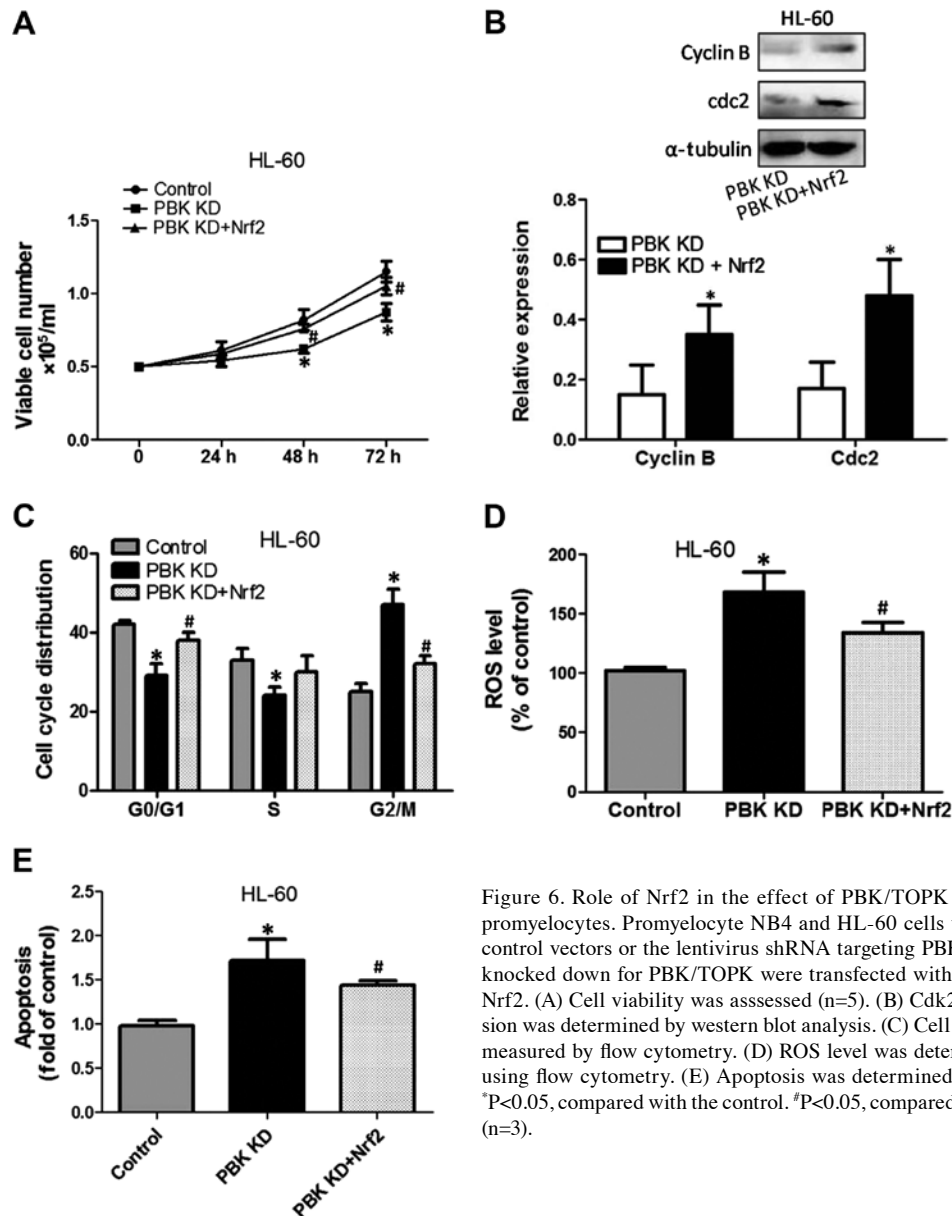 A
HL-60
Control
PBK KD
PBK KD+Nrf2
Viable cell number
×10⁵/ml
1.5
1.0
0.5
0.0
0
24 h
48 h
72 h
#
*
#
*
B
HL-60
Cyclin B
cdc2
α-tubulin
PBK KD
PBK KD+Nrf2
PBK KD
PBK KD + Nrf2
Relative expression
0.8
0.6
0.4
0.2
0.0
*
*
Cyclin B
Cdc2
C
HL-60
Control
PBK KD
PBK KD+Nrf2
Cell cycle distribution
60
40
20
0
*
#
*
*
#
G0/G1
S
G2/M
D
HL-60
ROS level
(% of control)
200
150
100
50
0
*
#
Control
PBK KD
PBK KD+Nrf2
E
HL-60
Apoptosis
(fold of control)
2.5
2.0
1.5
1.0
0.5
0.0
*
#
Control
PBK KD
PBK KD+Nrf2
Figure 6. Role of Nrf2 in the effect of PBK/TOPK
promyelocytes. Promyelocyte NB4 and HL-60 cells
control vectors or the lentivirus shRNA targeting
knocked down for PBK/TOPK were transfected with
Nrf2. (A) Cell viability was asssessed (n=5). (B)
sion was determined by western blot analysis. (C) Cell
measured by flow cytometry. (D) ROS level was
using flow cytometry. (E) Apoptosis was determined
*P<0.05, compared with the control. #P<0.05, compared
(n=3).